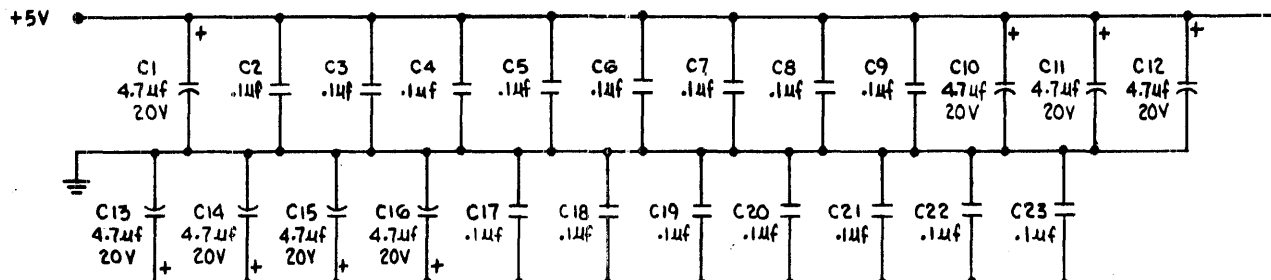 +5V
+ + + +
C1 C2 C3 C4 C5 C6 C7 C8 C9 C10 C11 C12
4.7uf .1uf .1uf .1uf .1uf .1uf .1uf .1uf .1uf 4.7uf 4.7uf 4.7uf
20V 20V 20V 20V
C13 C14 C15 C16 C17 C18 C19 C20 C21 C22 C23
4.7uf 4.7uf 4.7uf 4.7uf .1uf .1uf .1uf .1uf .1uf .1uf .1uf
20V 20V 20V 20V
+ + + +